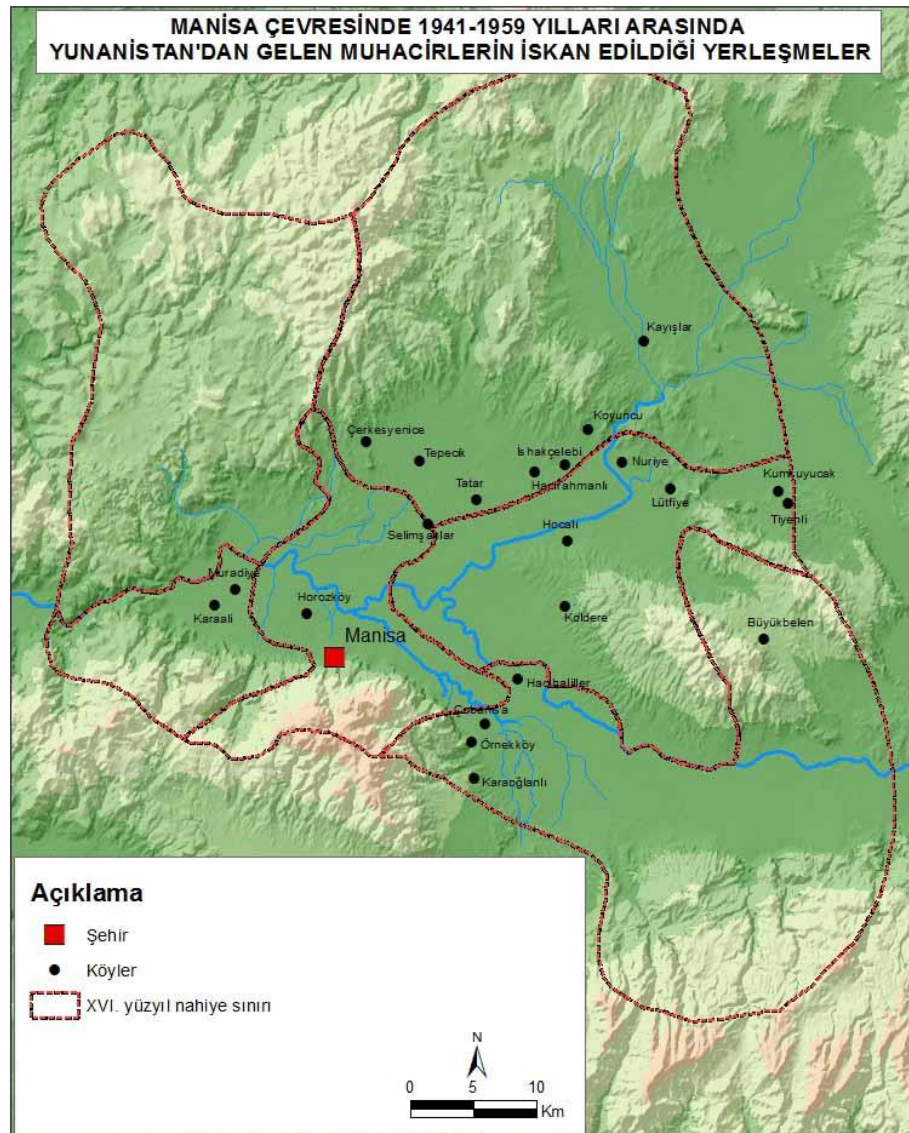 MANİSA ÇEVRESİNDE 1941-1959 YILLARI ARASINDA
YUNANİSTAN'DAN GELEN MUHACİRLERİN İSKAN EDİLDİĞİ YERLEŞMELER
Kayışlar
Koyuncu
Çerkesyenice
Tepecik
İshakçelebi
Nuriye
Hacırahmanlı
Kumkuyucak
Tatar
Lütfiye
Tiyenli
Selimşahlar
Hocalı
Muradiye
Karaali
Horozköy
Koldere
Büyükbelen
Manisa
Hacıhaliller
Çobanisa
Örnekköy
Karaoğlanlı
Açıklama
Şehir
Köyler
XVI. yüzyıl nahiye sınırı
N
0 5 10
Km